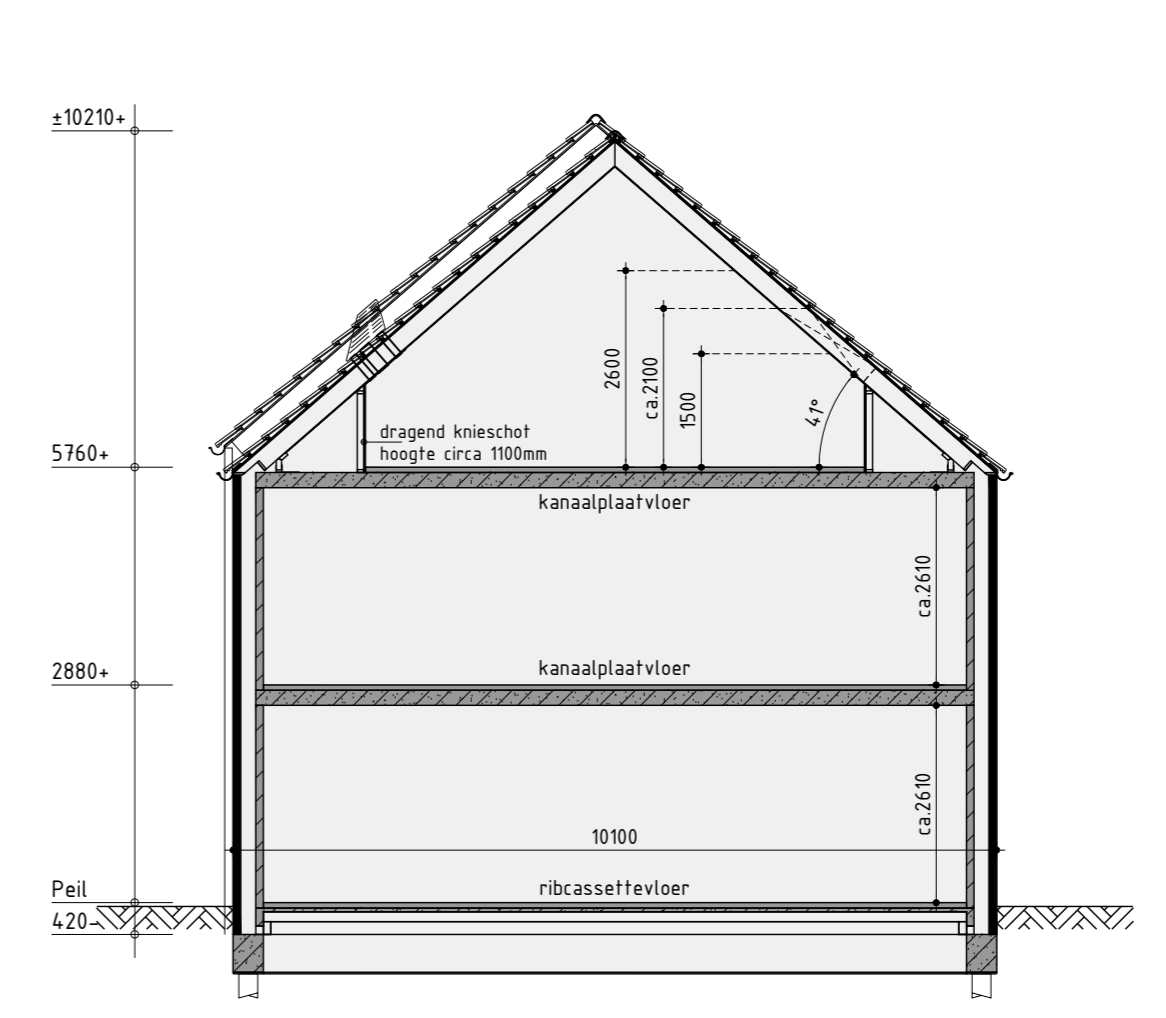 ±10210+
2600
ca.2100
1500
41°
dragend knieschot
hoogte circa 1100mm
5760+
kanaalplaatvloer
ca.2610
kanaalplaatvloer
2880+
ca.2610
10100
ribcassettevloer
Peil
420-